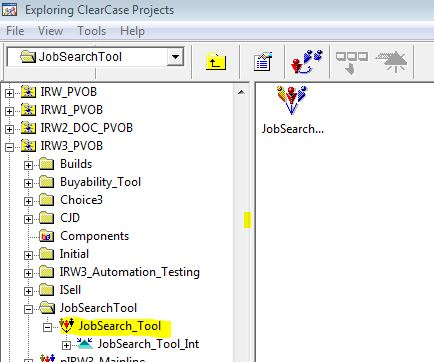 Exploring ClearCase Projects
File View Tools Help
JobSearchTool
IRW_PVOB
IRW1_PVOB
IRW2_DOC_PVOB
IRW3_PVOB
Builds
Buyability_Tool
Choice3
CJD
Components
Initial
IRW3_Automation_Testing
ISell
JobSearchTool
JobSearch_Tool
JobSearch_Tool_Int
JobSearch...